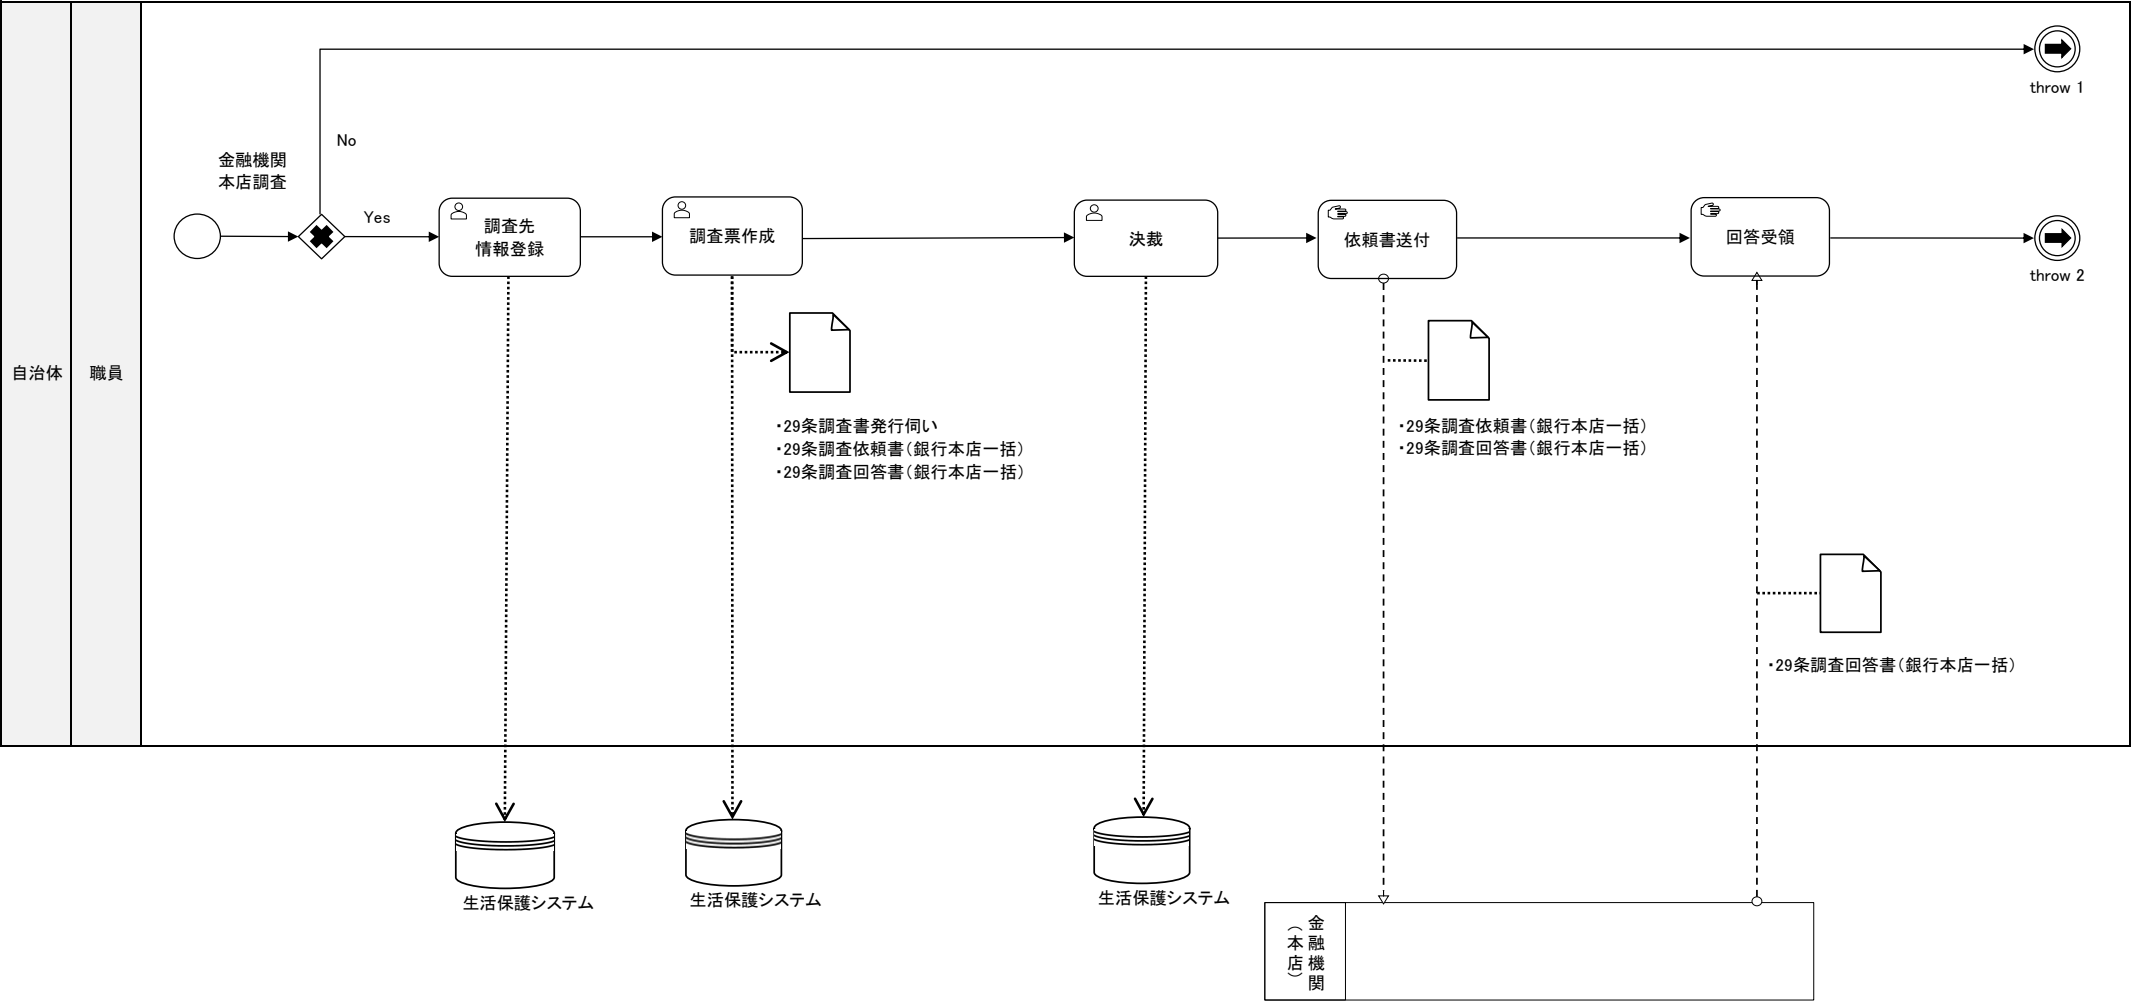 throw 1
No
金融機関
本店調査
Yes
調査先
情報登録
調査票作成
決裁
依頼書送付
回答受領
throw 2
自治体
職員
・29条調査書発行伺い
・29条調査依頼書（銀行本店一括）
・29条調査回答書（銀行本店一括）
・29条調査依頼書（銀行本店一括）
・29条調査回答書（銀行本店一括）
・29条調査回答書（銀行本店一括）
生活保護システム
生活保護システム
生活保護システム
金融機関
（本店）